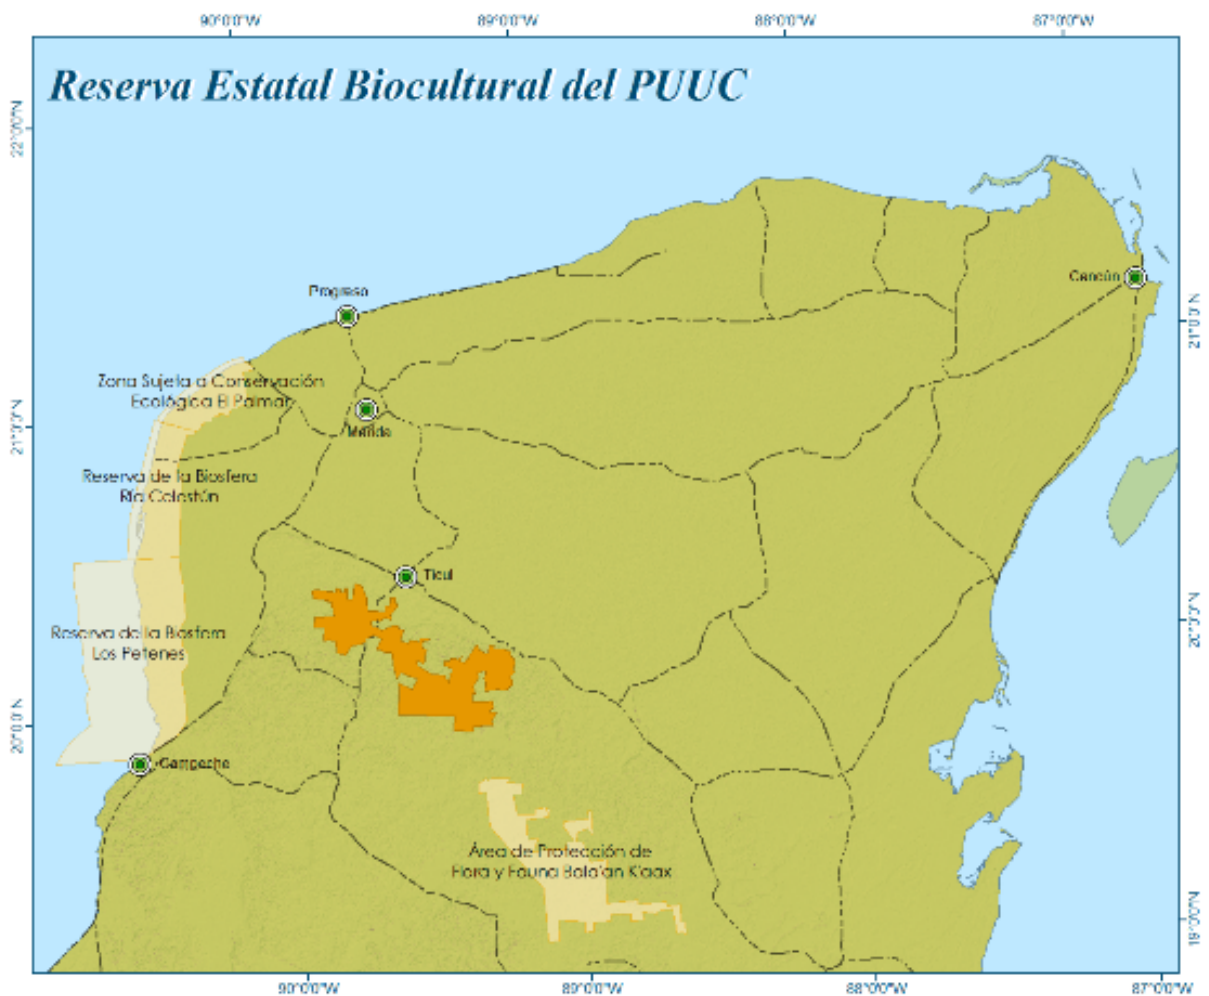 90°0'0"W 89°0'0"W 88°0'0"W 87°0'0"W
Reserva Estatal Biocultural del PUUC
22°0'0"N
Cancún
Progreso
21°0'0"N
Zona Sujeta a Conservación
Ecológica El Palmar
Mérida
21°0'0"N
Reserva de la Biosfera
Ría Celestún
Ticul
20°0'0"N
Reserva de la Biosfera
Los Petenes
20°0'0"N
Campeche
Área de Protección de
Flora y Fauna Bala'an K'aax
19°0'0"N
90°0'0"W 89°0'0"W 88°0'0"W 87°0'0"W